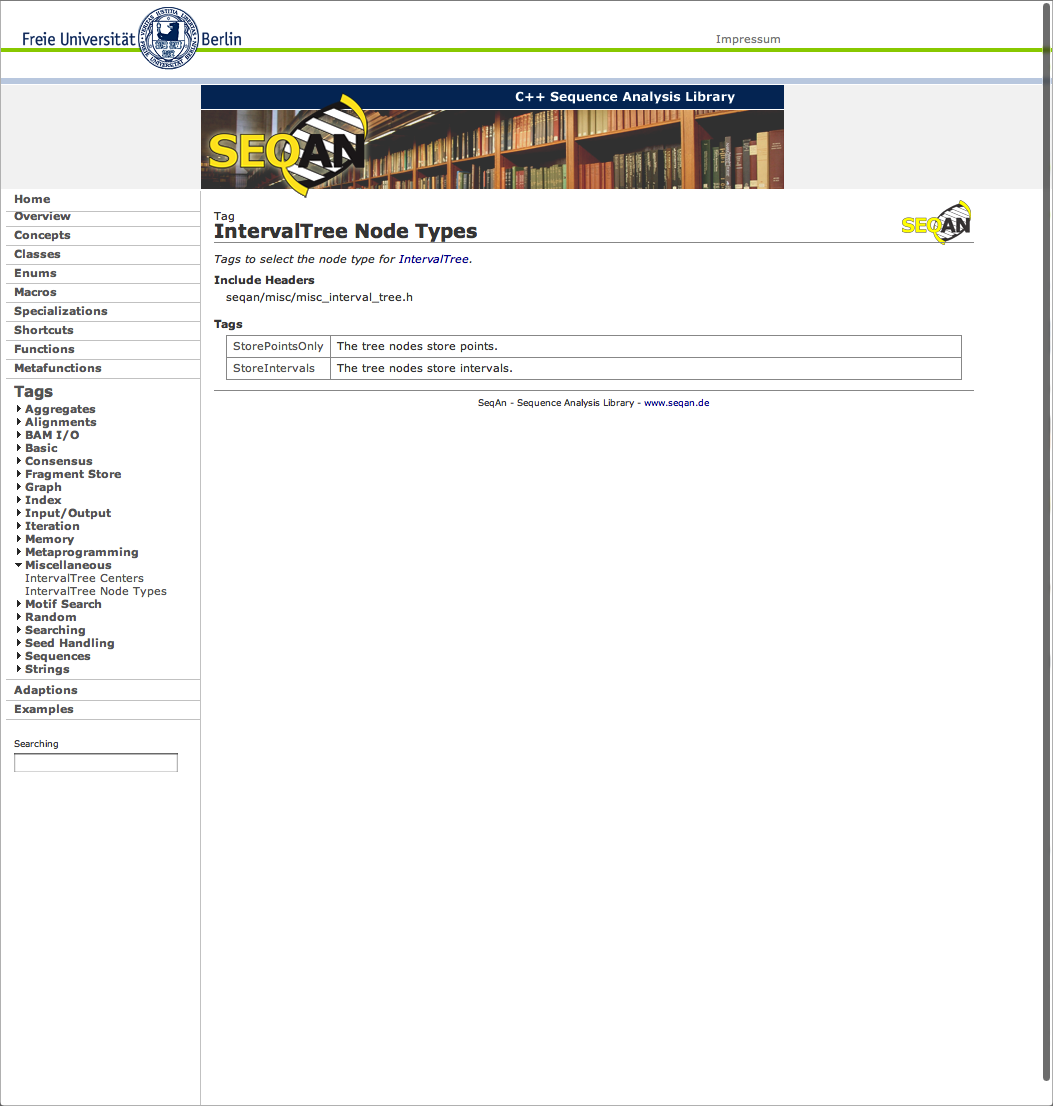 Freie Universität Berlin
Impressum
C++ Sequence Analysis Library
SEQAN
Home
Overview
Concepts
Classes
Enums
Macros
Specializations
Shortcuts
Functions
Metafunctions
Tags
Aggregates
Alignments
BAM I/O
Basic
Consensus
Fragment Store
Graph
Index
Input/Output
Iteration
Memory
Metaprogramming
Miscellaneous
IntervalTree Centers
IntervalTree Node Types
Motif Search
Random
Searching
Seed Handling
Sequences
Strings
Adaptions
Examples
Searching
Tag
IntervalTree Node Types
SEQAN
Tags to select the node type for IntervalTree.
Include Headers
seqan/misc/misc_interval_tree.h
Tags
StorePointsOnly The tree nodes store points.
StoreIntervals The tree nodes store intervals.
SeqAn - Sequence Analysis Library - www.seqan.de